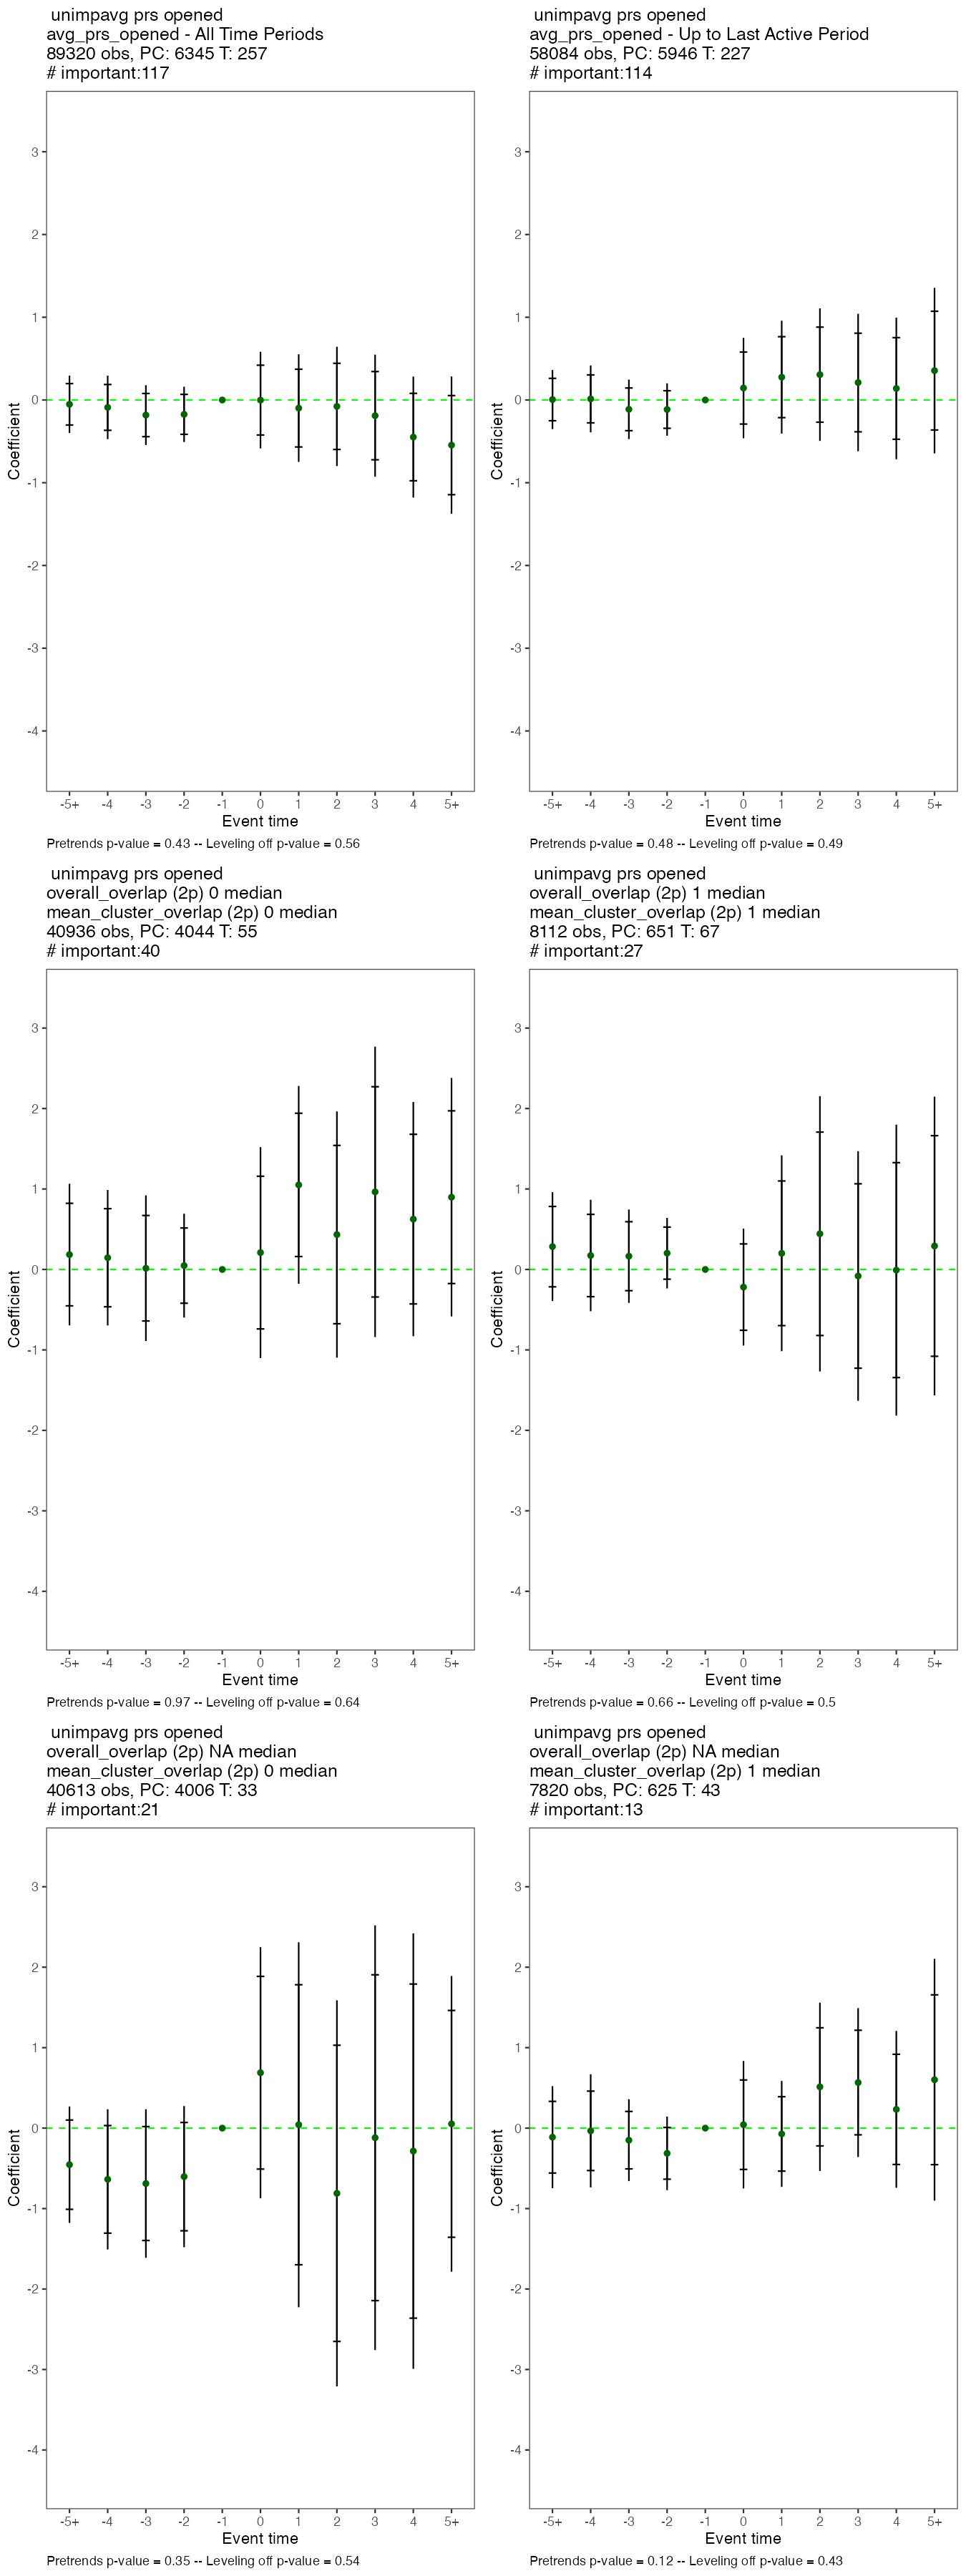 unimpavg prs opened
avg_prs_opened - All Time Periods
89320 obs, PC: 6345 T: 257
# important:117
3
2
1
0
-1
-2
-3
-4
Coefficient
-5+ -4 -3 -2 -1 0 1 2 3 4 5+
Event time
Pretrends p-value = 0.43 -- Leveling off p-value = 0.56
unimpavg prs opened
avg_prs_opened - Up to Last Active Period
58084 obs, PC: 5946 T: 227
# important:114
3
2
1
0
-1
-2
-3
-4
Coefficient
-5+ -4 -3 -2 -1 0 1 2 3 4 5+
Event time
Pretrends p-value = 0.48 -- Leveling off p-value = 0.49
unimpavg prs opened
overall_overlap (2p) 0 median
mean_cluster_overlap (2p) 0 median
40936 obs, PC: 4044 T: 55
# important:40
3
2
1
0
-1
-2
-3
-4
Coefficient
-5+ -4 -3 -2 -1 0 1 2 3 4 5+
Event time
Pretrends p-value = 0.97 -- Leveling off p-value = 0.64
unimpavg prs opened
overall_overlap (2p) 1 median
mean_cluster_overlap (2p) 1 median
8112 obs, PC: 651 T: 67
# important:27
3
2
1
0
-1
-2
-3
-4
Coefficient
-5+ -4 -3 -2 -1 0 1 2 3 4 5+
Event time
Pretrends p-value = 0.66 -- Leveling off p-value = 0.5
unimpavg prs opened
overall_overlap (2p) NA median
mean_cluster_overlap (2p) 0 median
40613 obs, PC: 4006 T: 33
# important:21
3
2
1
0
-1
-2
-3
-4
Coefficient
-5+ -4 -3 -2 -1 0 1 2 3 4 5+
Event time
Pretrends p-value = 0.35 -- Leveling off p-value = 0.54
unimpavg prs opened
overall_overlap (2p) NA median
mean_cluster_overlap (2p) 1 median
7820 obs, PC: 625 T: 43
# important:13
3
2
1
0
-1
-2
-3
-4
Coefficient
-5+ -4 -3 -2 -1 0 1 2 3 4 5+
Event time
Pretrends p-value = 0.12 -- Leveling off p-value = 0.43